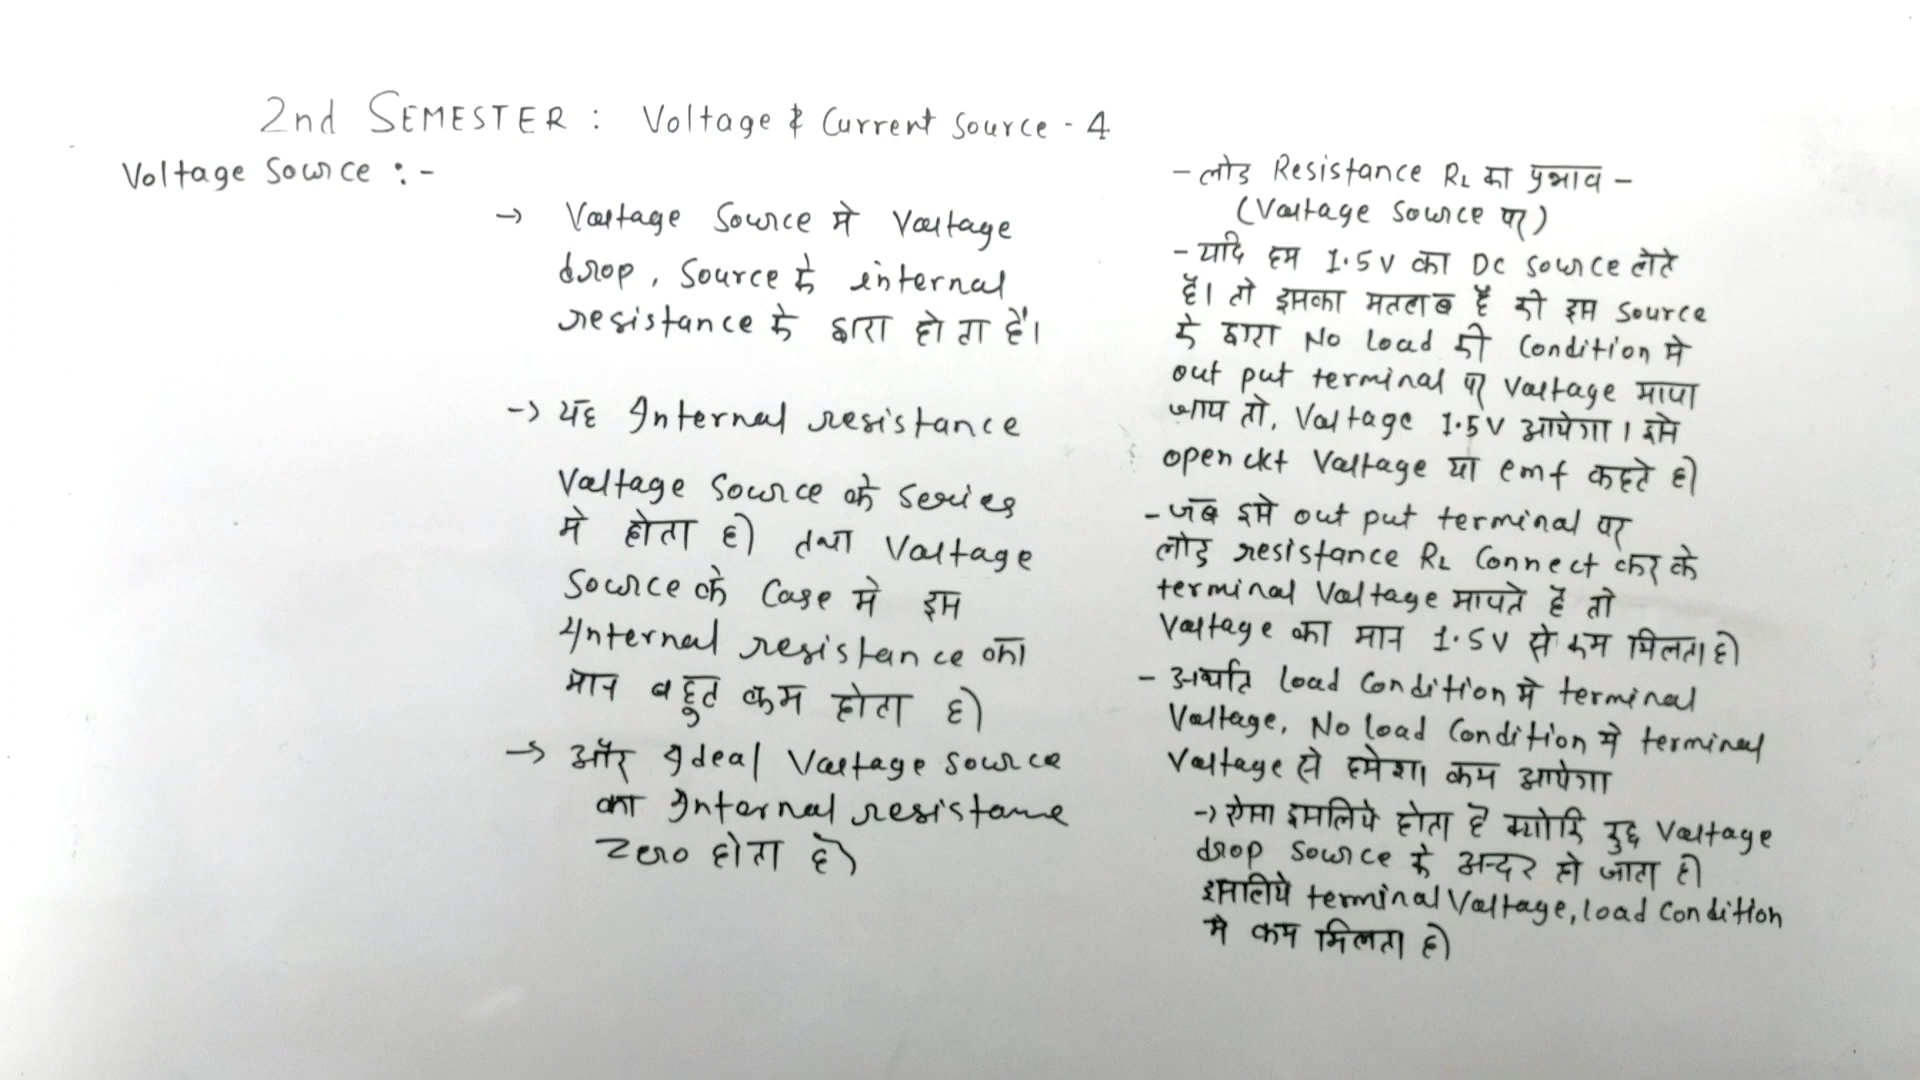 2nd SEMESTER : Voltage & Current Source - 4
Voltage Source :-
→ Voltage Source मे Voltage
drop, Source के internal
resistance के द्वारा होता है।
→ यह Internal resistance
Voltage Source के series
मे होता है। तथा Voltage
Source के Case मे इस
Internal resistance का
मान बहुत कम होता है।
→ और Ideal Voltage source
का Internal resistance
Zero होता है।
- लोड Resistance RL का प्रभाव -
(Voltage Source पर)
- यदि हम 1.5v का DC source लेते
है। तो इसका मतलब है की इस source
के द्वारा No load की Condition मे
out put terminal पर Voltage मापा
जाय तो, Voltage 1.5v आयेगा। इसे
open ckt Voltage या emf कहते है।
- जब इसे out put terminal पर
लोड resistance RL Connect कर के
terminal Voltage मापते है तो
Voltage का मान 1.5v से कम मिलता है।
- अर्थात load Condition मे terminal
Voltage, No load Condition मे terminal
Voltage से हमेशा कम आयेगा
→ ऐसा इसलिये होता है क्योकि कुछ Voltage
drop source के अन्दर हो जाता है।
इसलिये terminal Voltage, load Condition
मे कम मिलता है।